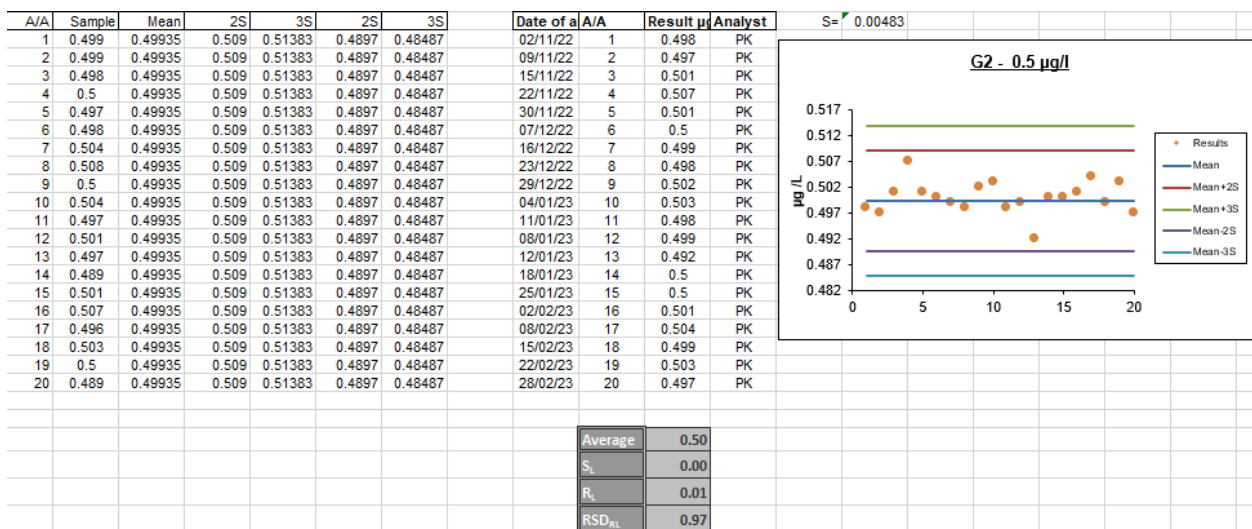 A/A Sample Mean 2S 3S 2S 3S Date of a A/A Result µg Analyst S= 0.00483
1 0.499 0.49935 0.509 0.51383 0.4897 0.48487 02/11/22 1 0.498 PK
2 0.499 0.49935 0.509 0.51383 0.4897 0.48487 09/11/22 2 0.497 PK
3 0.498 0.49935 0.509 0.51383 0.4897 0.48487 15/11/22 3 0.501 PK
4 0.5 0.49935 0.509 0.51383 0.4897 0.48487 22/11/22 4 0.507 PK
5 0.497 0.49935 0.509 0.51383 0.4897 0.48487 30/11/22 5 0.501 PK
6 0.498 0.49935 0.509 0.51383 0.4897 0.48487 07/12/22 6 0.5 PK
7 0.504 0.49935 0.509 0.51383 0.4897 0.48487 16/12/22 7 0.499 PK
8 0.508 0.49935 0.509 0.51383 0.4897 0.48487 23/12/22 8 0.498 PK
9 0.5 0.49935 0.509 0.51383 0.4897 0.48487 29/12/22 9 0.502 PK
10 0.504 0.49935 0.509 0.51383 0.4897 0.48487 04/01/23 10 0.503 PK
11 0.497 0.49935 0.509 0.51383 0.4897 0.48487 11/01/23 11 0.498 PK
12 0.501 0.49935 0.509 0.51383 0.4897 0.48487 08/01/23 12 0.499 PK
13 0.497 0.49935 0.509 0.51383 0.4897 0.48487 12/01/23 13 0.492 PK
14 0.489 0.49935 0.509 0.51383 0.4897 0.48487 18/01/23 14 0.5 PK
15 0.501 0.49935 0.509 0.51383 0.4897 0.48487 25/01/23 15 0.5 PK
16 0.507 0.49935 0.509 0.51383 0.4897 0.48487 02/02/23 16 0.501 PK
17 0.496 0.49935 0.509 0.51383 0.4897 0.48487 08/02/23 17 0.504 PK
18 0.503 0.49935 0.509 0.51383 0.4897 0.48487 15/02/23 18 0.499 PK
19 0.5 0.49935 0.509 0.51383 0.4897 0.48487 22/02/23 19 0.503 PK
20 0.489 0.49935 0.509 0.51383 0.4897 0.48487 28/02/23 20 0.497 PK
G2 - 0.5 µg/l
µg /L
0.517
0.512
0.507
0.502
0.497
0.492
0.487
0.482
0 5 10 15 20
Results
Mean
Mean+2S
Mean+3S
Mean-2S
Mean-3S
Average 0.50
SL 0.00
RL 0.01
RSDRL 0.97